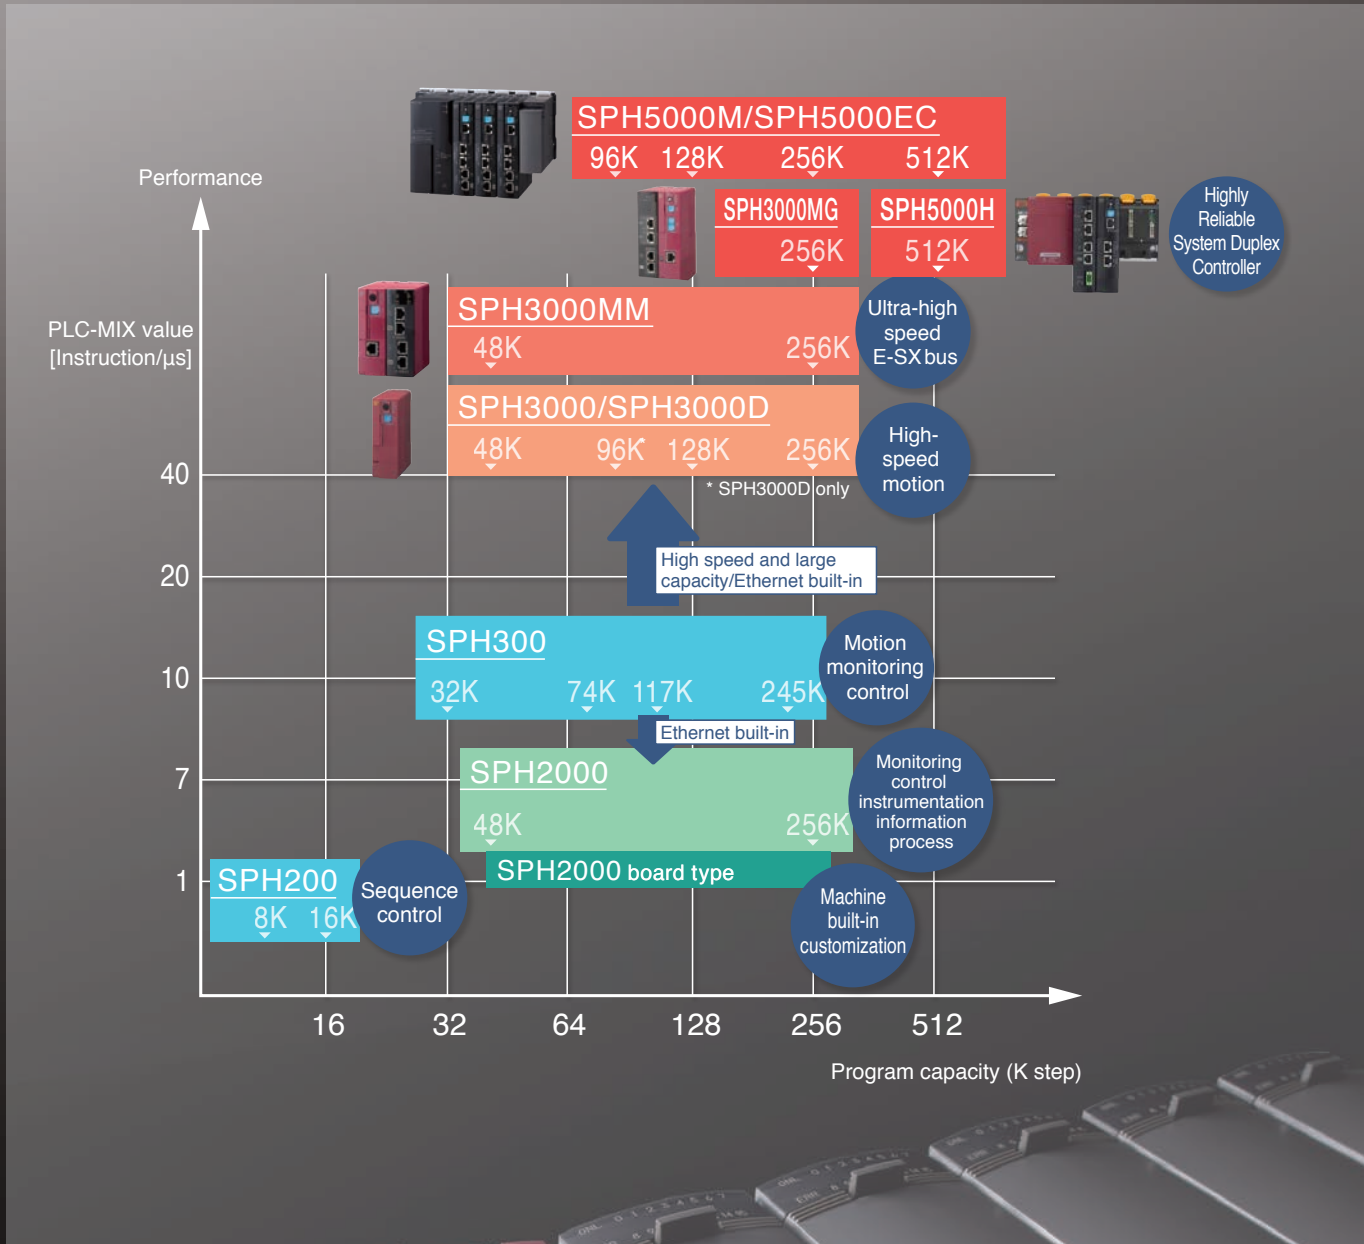 SPH5000M/SPH5000EC
96K 128K 256K 512K
Performance
SPH3000MG
256K
SPH5000H
512K
Highly
Reliable
System Duplex
Controller
PLC-MIX value
[Instruction/µs]
SPH3000MM
48K 256K
Ultra-high
speed
E-SX bus
SPH3000/SPH3000D
48K 96K* 128K 256K
High-
speed
motion
* SPH3000D only
40
High speed and large
capacity/Ethernet built-in
20
SPH300
32K 74K 117K 245K
Motion
monitoring
control
10
Ethernet built-in
SPH2000
48K 256K
Monitoring
control
instrumentation
information
process
7
SPH2000 board type
1
SPH200
8K 16K
Sequence
control
Machine
built-in
customization
16 32 64 128 256 512
Program capacity (K step)